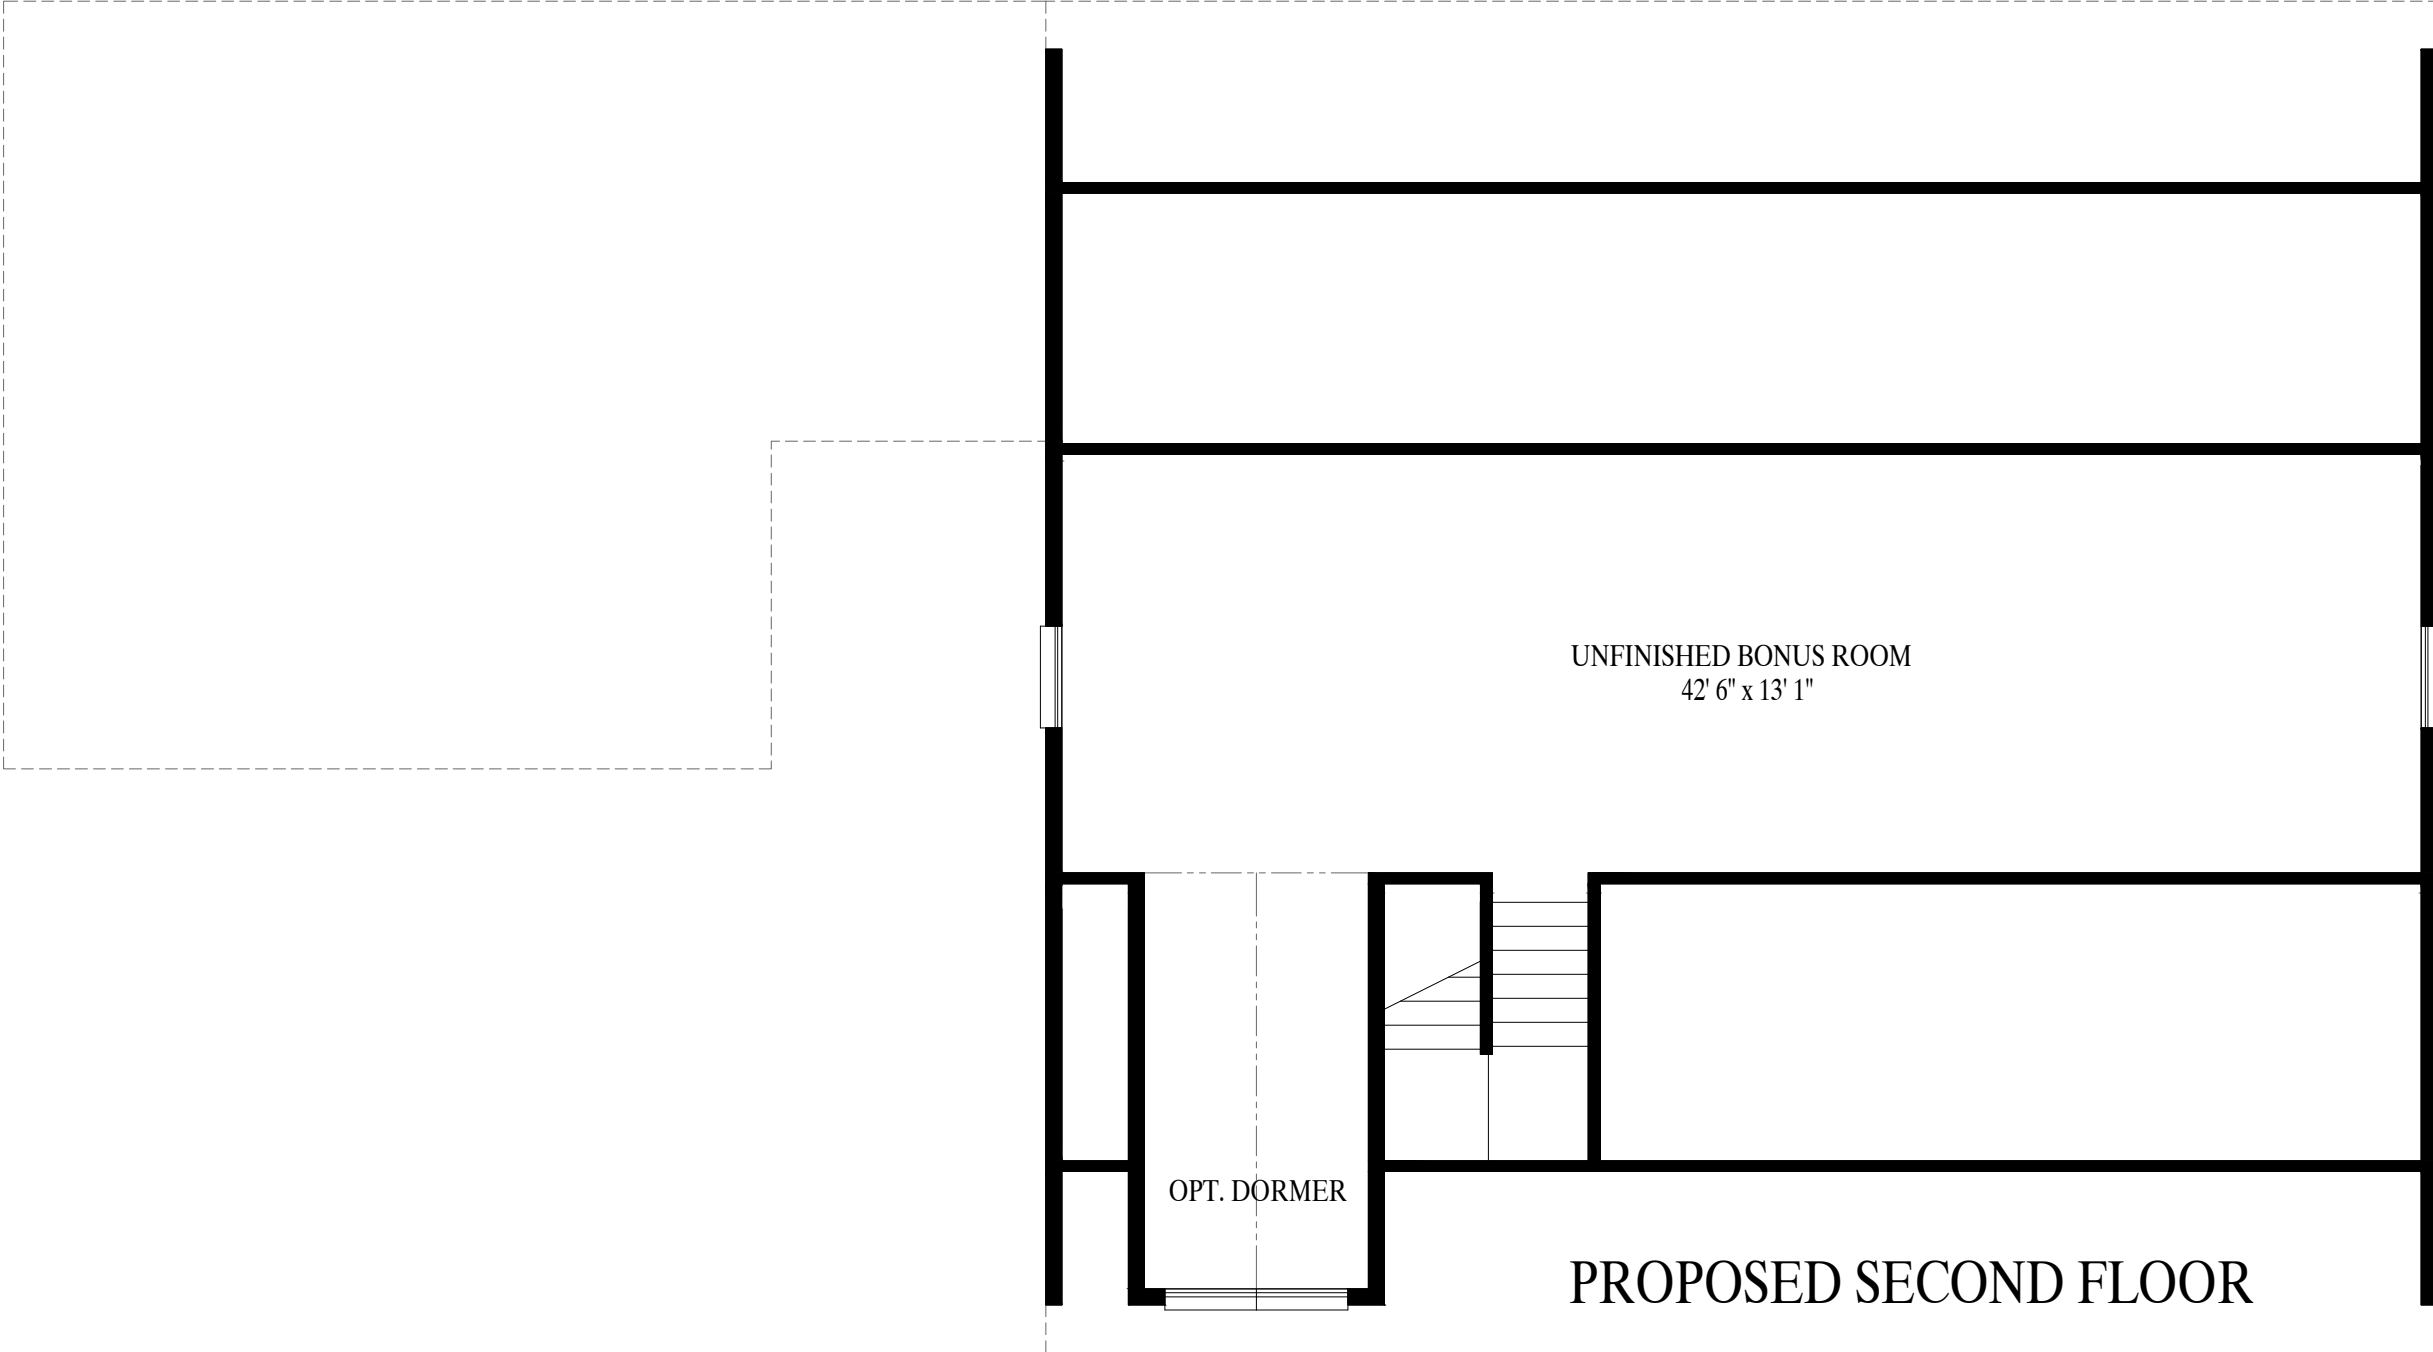 UNFINISHED BONUS ROOM
42' 6" x 13' 1"
OPT. DORMER
PROPOSED SECOND FLOOR